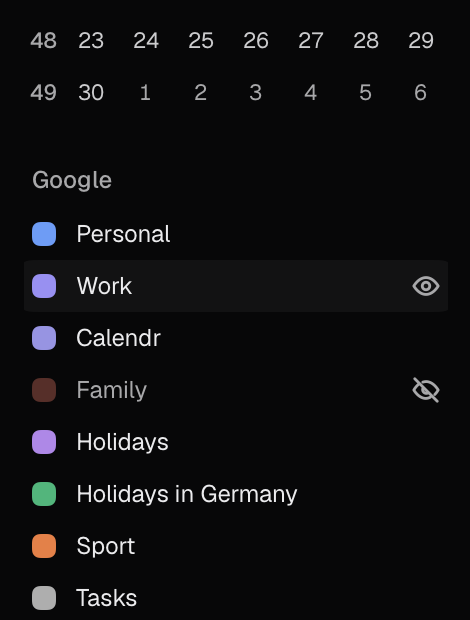 48 23 24 25 26 27 28 29
49 30 1 2 3 4 5 6
Google
Personal
Work
Calendr
Family
Holidays
Holidays in Germany
Sport
Tasks